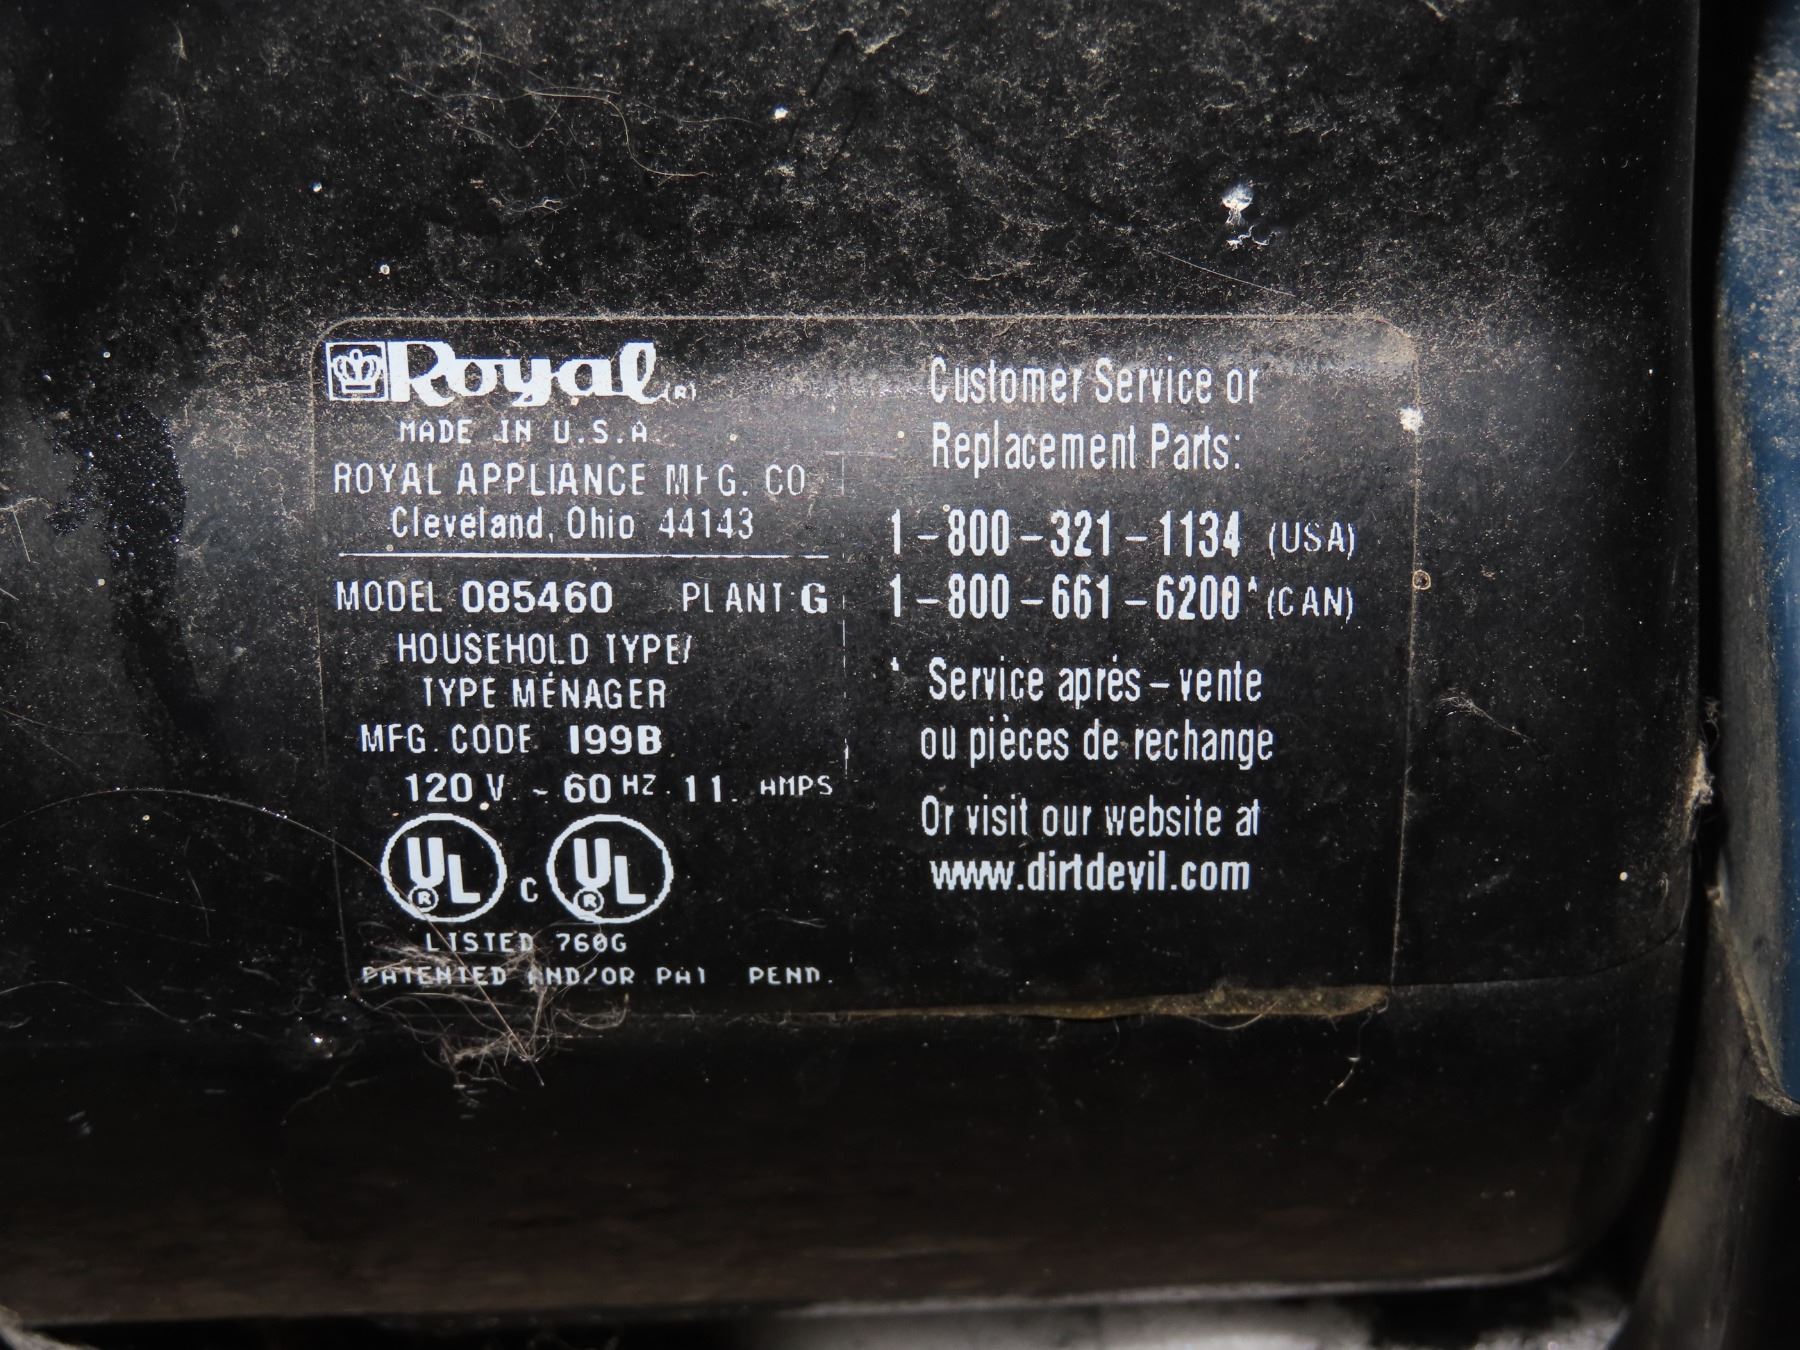 Royal (R)
MADE IN U.S.A
ROYAL APPLIANCE MFG. CO
Cleveland, Ohio 44143
MODEL 085460 PLANT: G
HOUSEHOLD TYPE/
TYPE MÉNAGER
MFG. CODE I99B
120 V. ~ 60 HZ. 11. AMPS
UL ® C UL ®
LISTED 760G
PATENTED AND/OR PAT PEND.
Customer Service or
Replacement Parts:
1-800-321-1134 (USA)
1-800-661-6200* (CAN)
* Service aprés-vente
ou pièces de rechange
Or visit our website at
www.dirtdevil.com